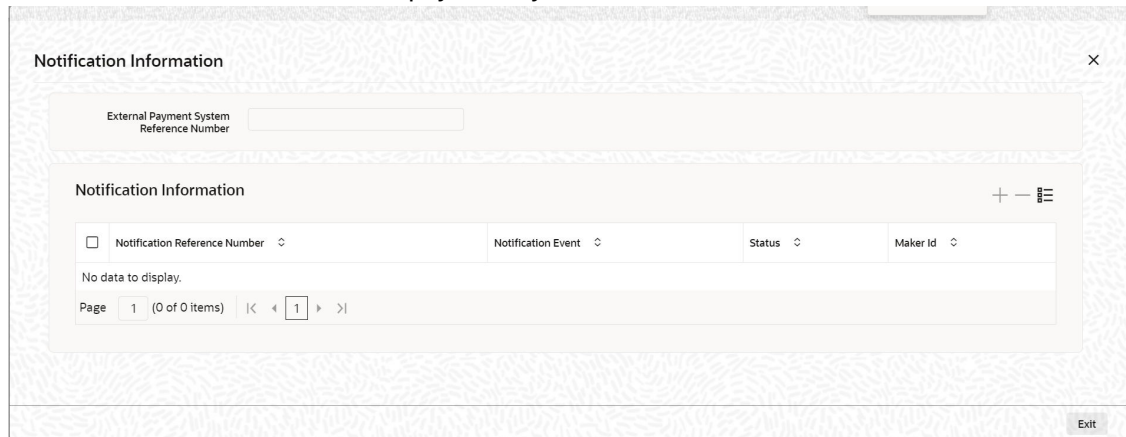 Notification Information
External Payment System
Reference Number
Notification Information
Notification Reference Number Notification Event Status Maker Id
No data to display.
Page 1 (0 of 0 items) 1
Exit